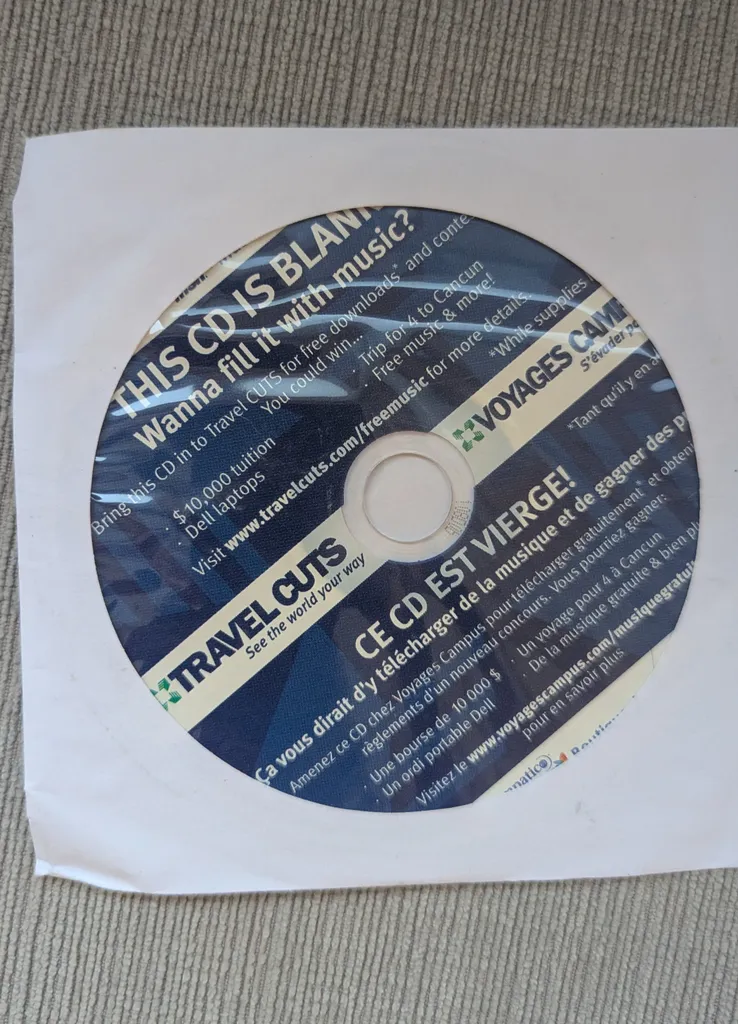 THIS CD IS BLANK
Wanna fill it with music?
Bring this CD in to Travel CUTS for free downloads* and conte
You could win...
· $10,000 tuition
· Dell laptops
· Trip for 4 to Cancun
· Free music & more!
Visit www.travelcuts.com/freemusic for more details.
*While supplies
TRAVEL CUTS
See the world your way
VOYAGES CAMP
S'évader
*Tant qu'il y en
CE CD EST VIERGE!
Ça vous dirait d'y télécharger de la musique et de gagner des
Amenez ce CD chez Voyages Campus pour télécharger gratuitement* et obteni
règlements d'un nouveau concours. Vous pourriez gagner:
· Une bourse de 10 000 $
· Un ordi portable Dell
· Un voyage pour 4 à Cancun
· De la musique gratuite & bien
Visitez le www.voyagescampus.com/musiquegratuit
pour en savoir plus